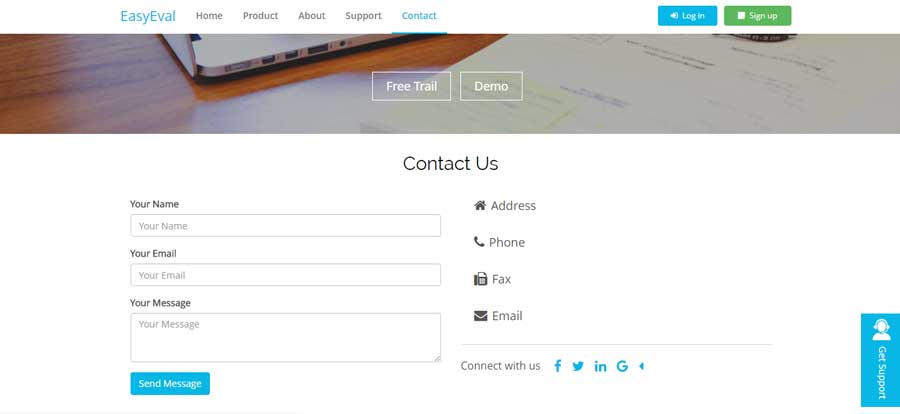 EasyEval Home Product About Support Contact Log in Sign up
Free Trail Demo
Contact Us
Your Name
Your Name
Your Email
Your Email
Your Message
Your Message
Send Message
Address
Phone
Fax
Email
Connect with us
Get Support